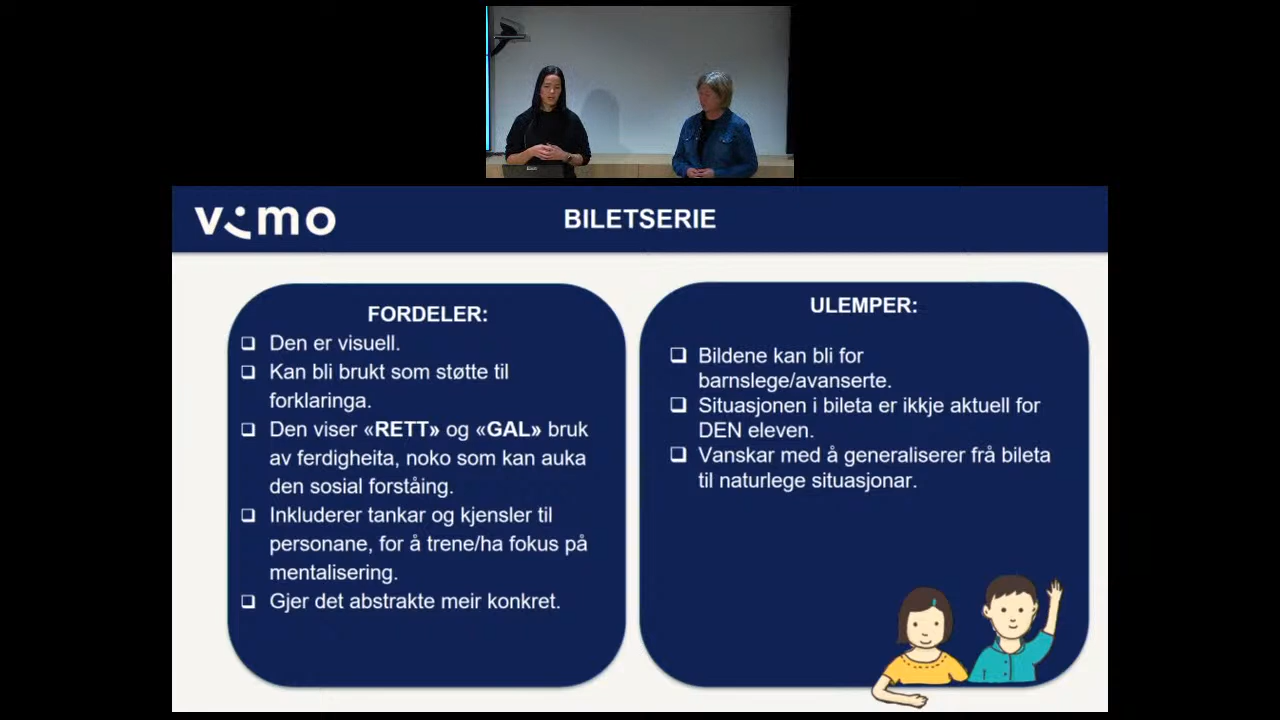 vimo
BILETSERIE
FORDELER:
Den er visuell.
Kan bli brukt som støtte til
forklaringa.
Den viser «RETT» og «GAL» bruk
av ferdigheita, noko som kan auka
den sosial forståing.
Inkluderer tankar og kjensler til
personane, for å trene/ha fokus på
mentalisering.
Gjer det abstrakte meir konkret.
ULEMPER:
Bildene kan bli for
barnslege/avanserte.
Situasjonen i bileta er ikkje aktuell for
DEN eleven.
Vanskar med å generaliserer frå bileta
til naturlege situasjonar.